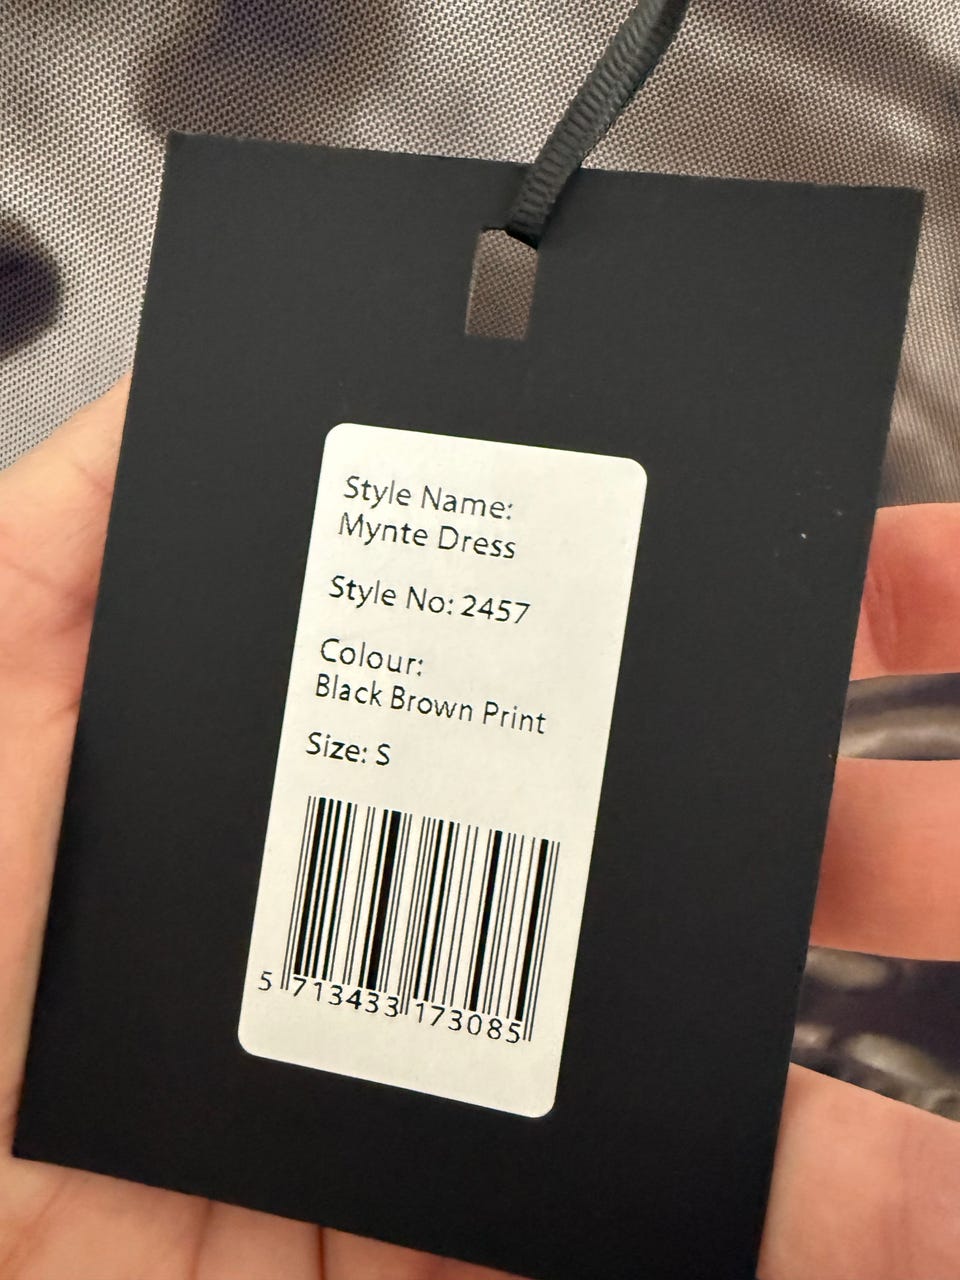 Style Name:
Mynte Dress
Style No: 2457
Colour:
Black Brown Print
Size: S
5 713433 173085